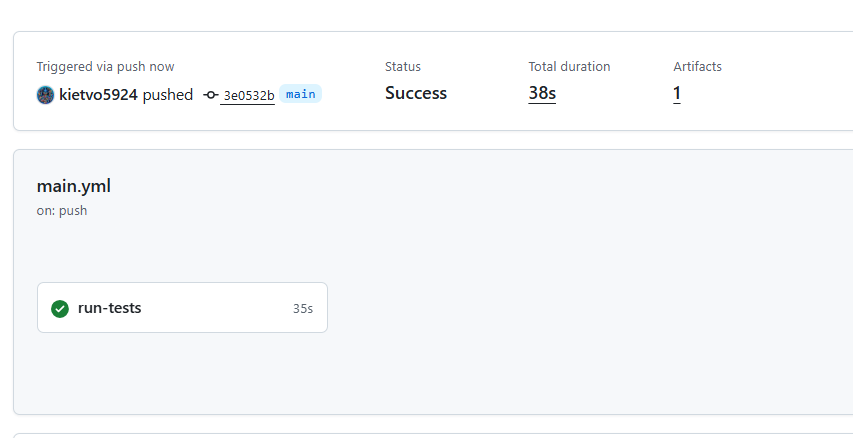 Triggered via push now
kietvo5924 pushed 3e0532b main
Status
Success
Total duration
38s
Artifacts
1
main.yml
on: push
run-tests 35s